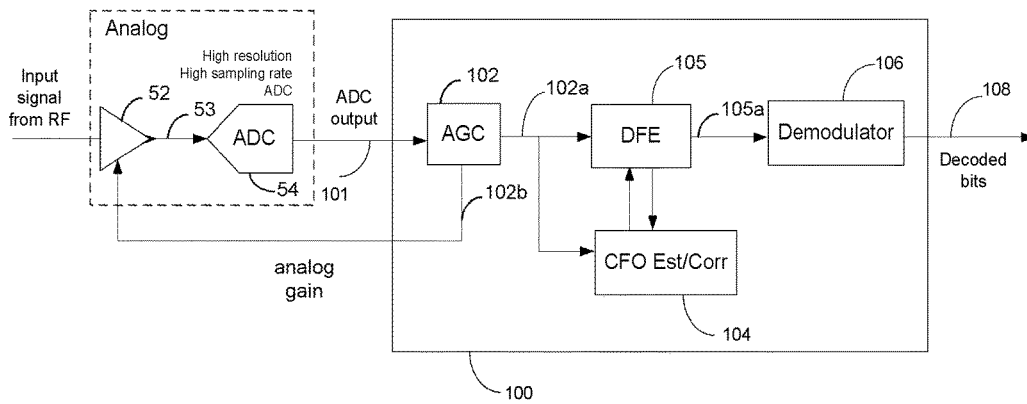 Analog
High resolution
High sampling rate
ADC
Input
signal
from RF
52
53
ADC
54
ADC
output
101
102
AGC
102a
102b
analog
gain
105
DFE
105a
106
Demodulator
108
Decoded
bits
CFO Est/Corr
104
100